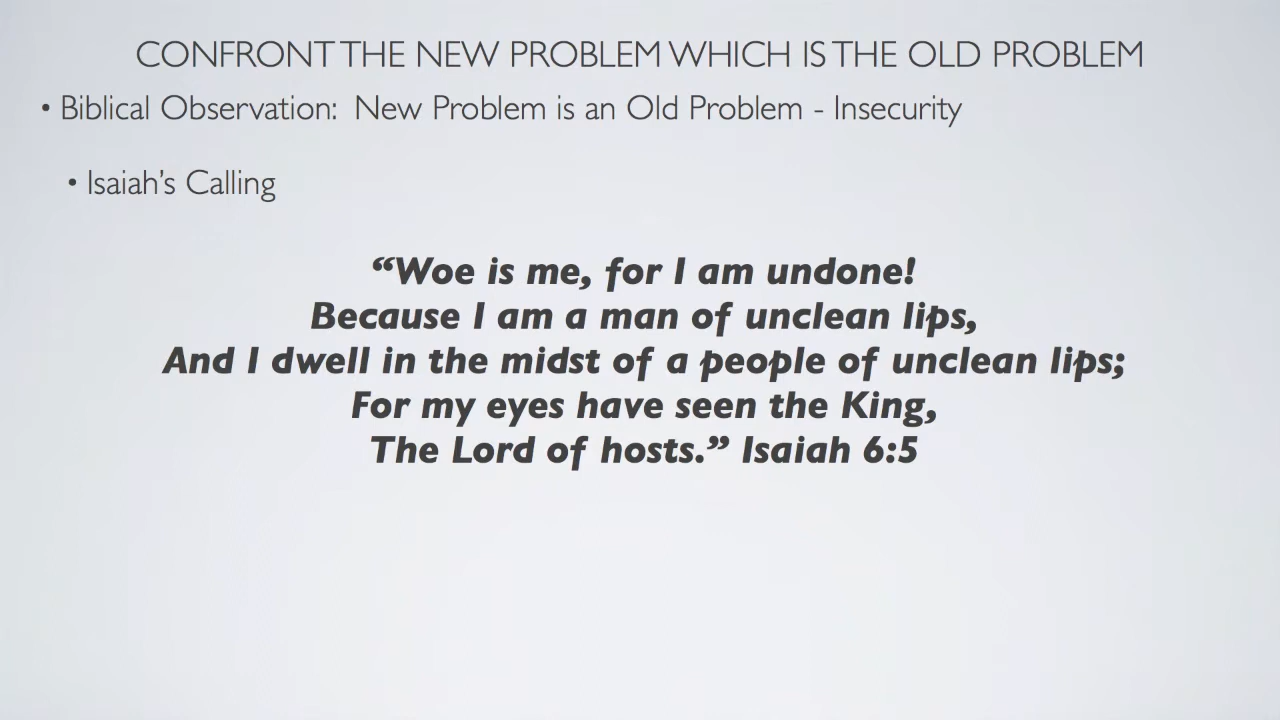 CONFRONT THE NEW PROBLEM WHICH IS THE OLD PROBLEM
• Biblical Observation:  New Problem is an Old Problem - Insecurity
• Isaiah’s Calling
“Woe is me, for I am undone!
Because I am a man of unclean lips,
And I dwell in the midst of a people of unclean lips;
For my eyes have seen the King,
The Lord of hosts.” Isaiah 6:5